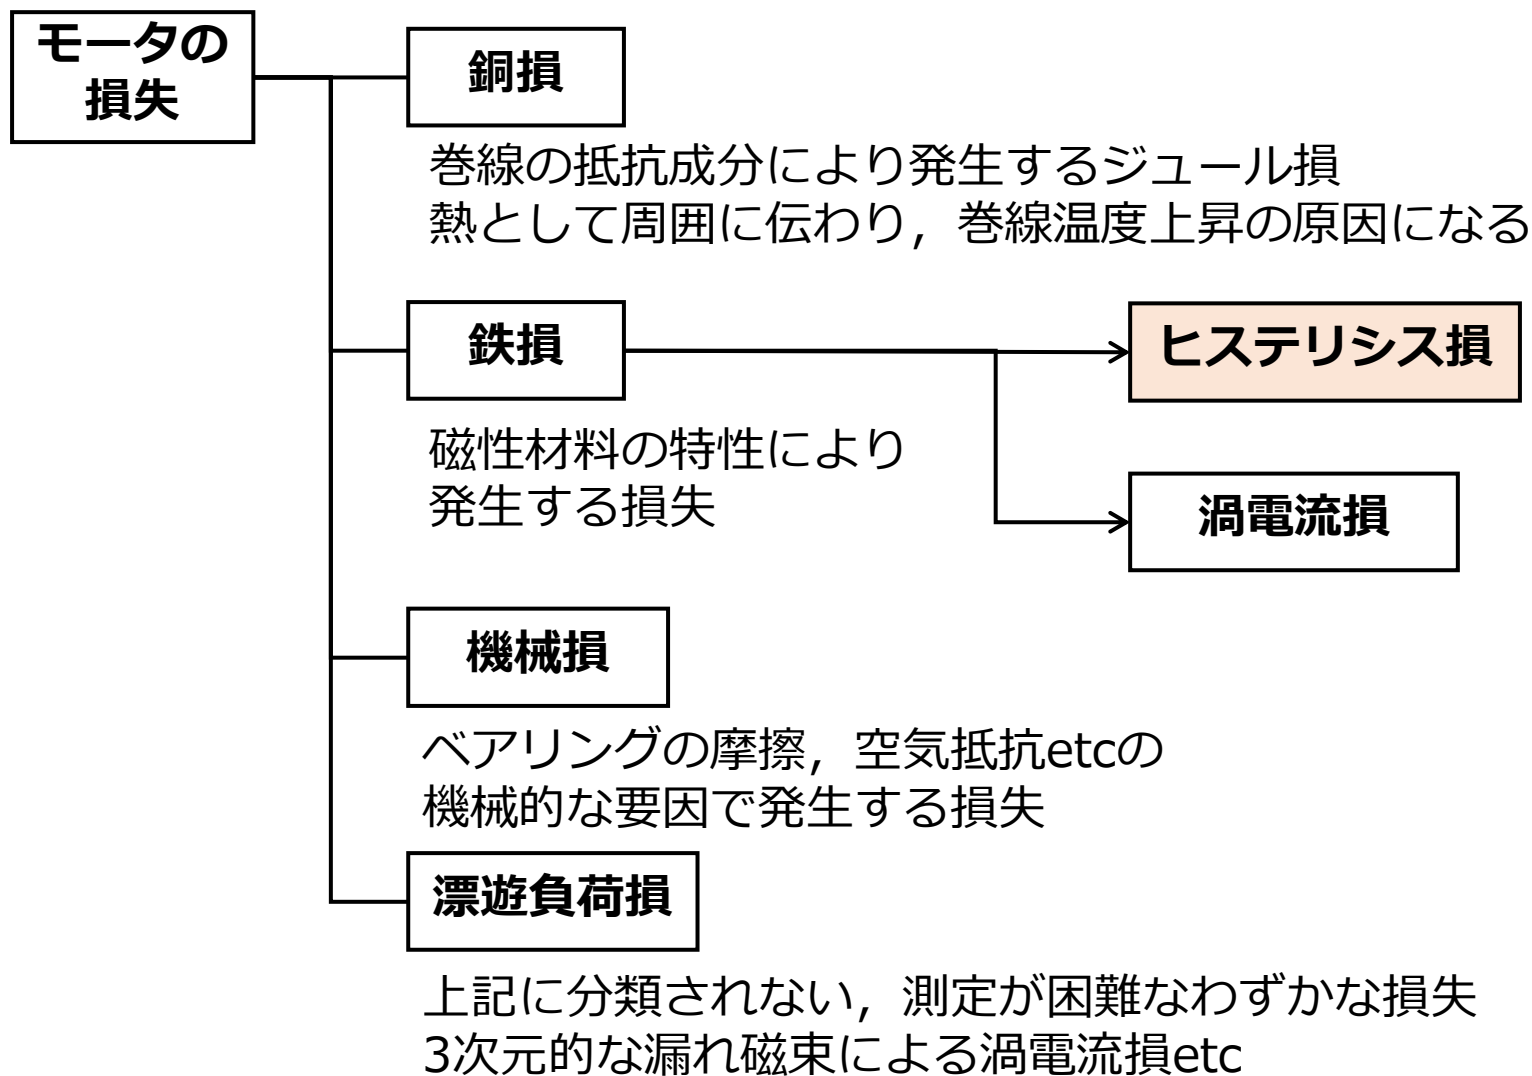 モータの
損失
銅損
巻線の抵抗成分により発生するジュール損
熱として周囲に伝わり，巻線温度上昇の原因になる
鉄損
ヒステリシス損
磁性材料の特性により
発生する損失
渦電流損
機械損
ベアリングの摩擦，空気抵抗etcの
機械的な要因で発生する損失
漂遊負荷損
上記に分類されない，測定が困難なわずかな損失
3次元的な漏れ磁束による渦電流損etc